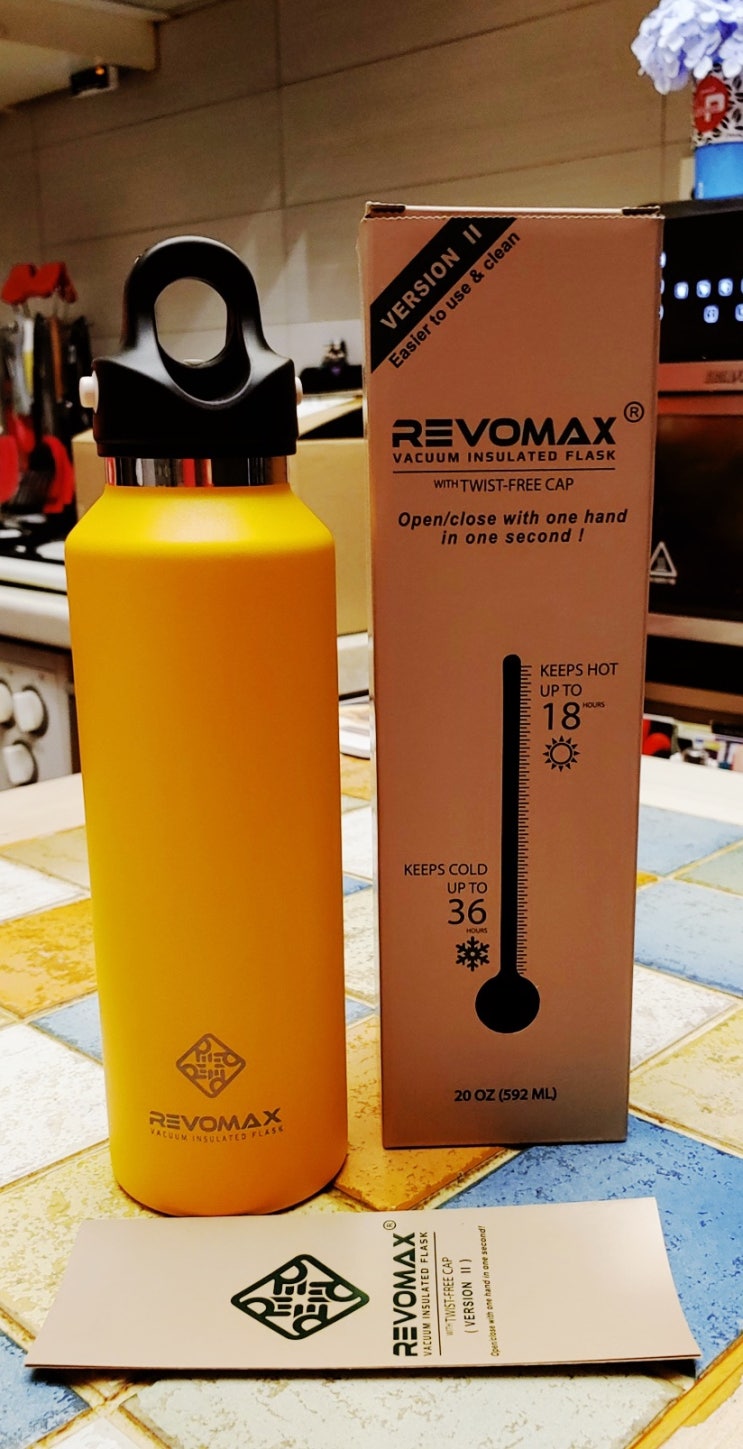 VERSION II
Easier to use & clean
REVOMAX®
VACUUM INSULATED FLASK
WITH TWIST-FREE CAP
Open/close with one hand
in one second !
KEEPS HOT
UP TO
18 HOURS
KEEPS COLD
UP TO
36
HOURS
20 OZ (592 ML)
REVOMAX
VACUUM INSULATED FLASK
REVOMAX®
VACUUM INSULATED FLASK
WITH TWIST-FREE CAP
( VERSION II )
Open/close with one hand in one second!